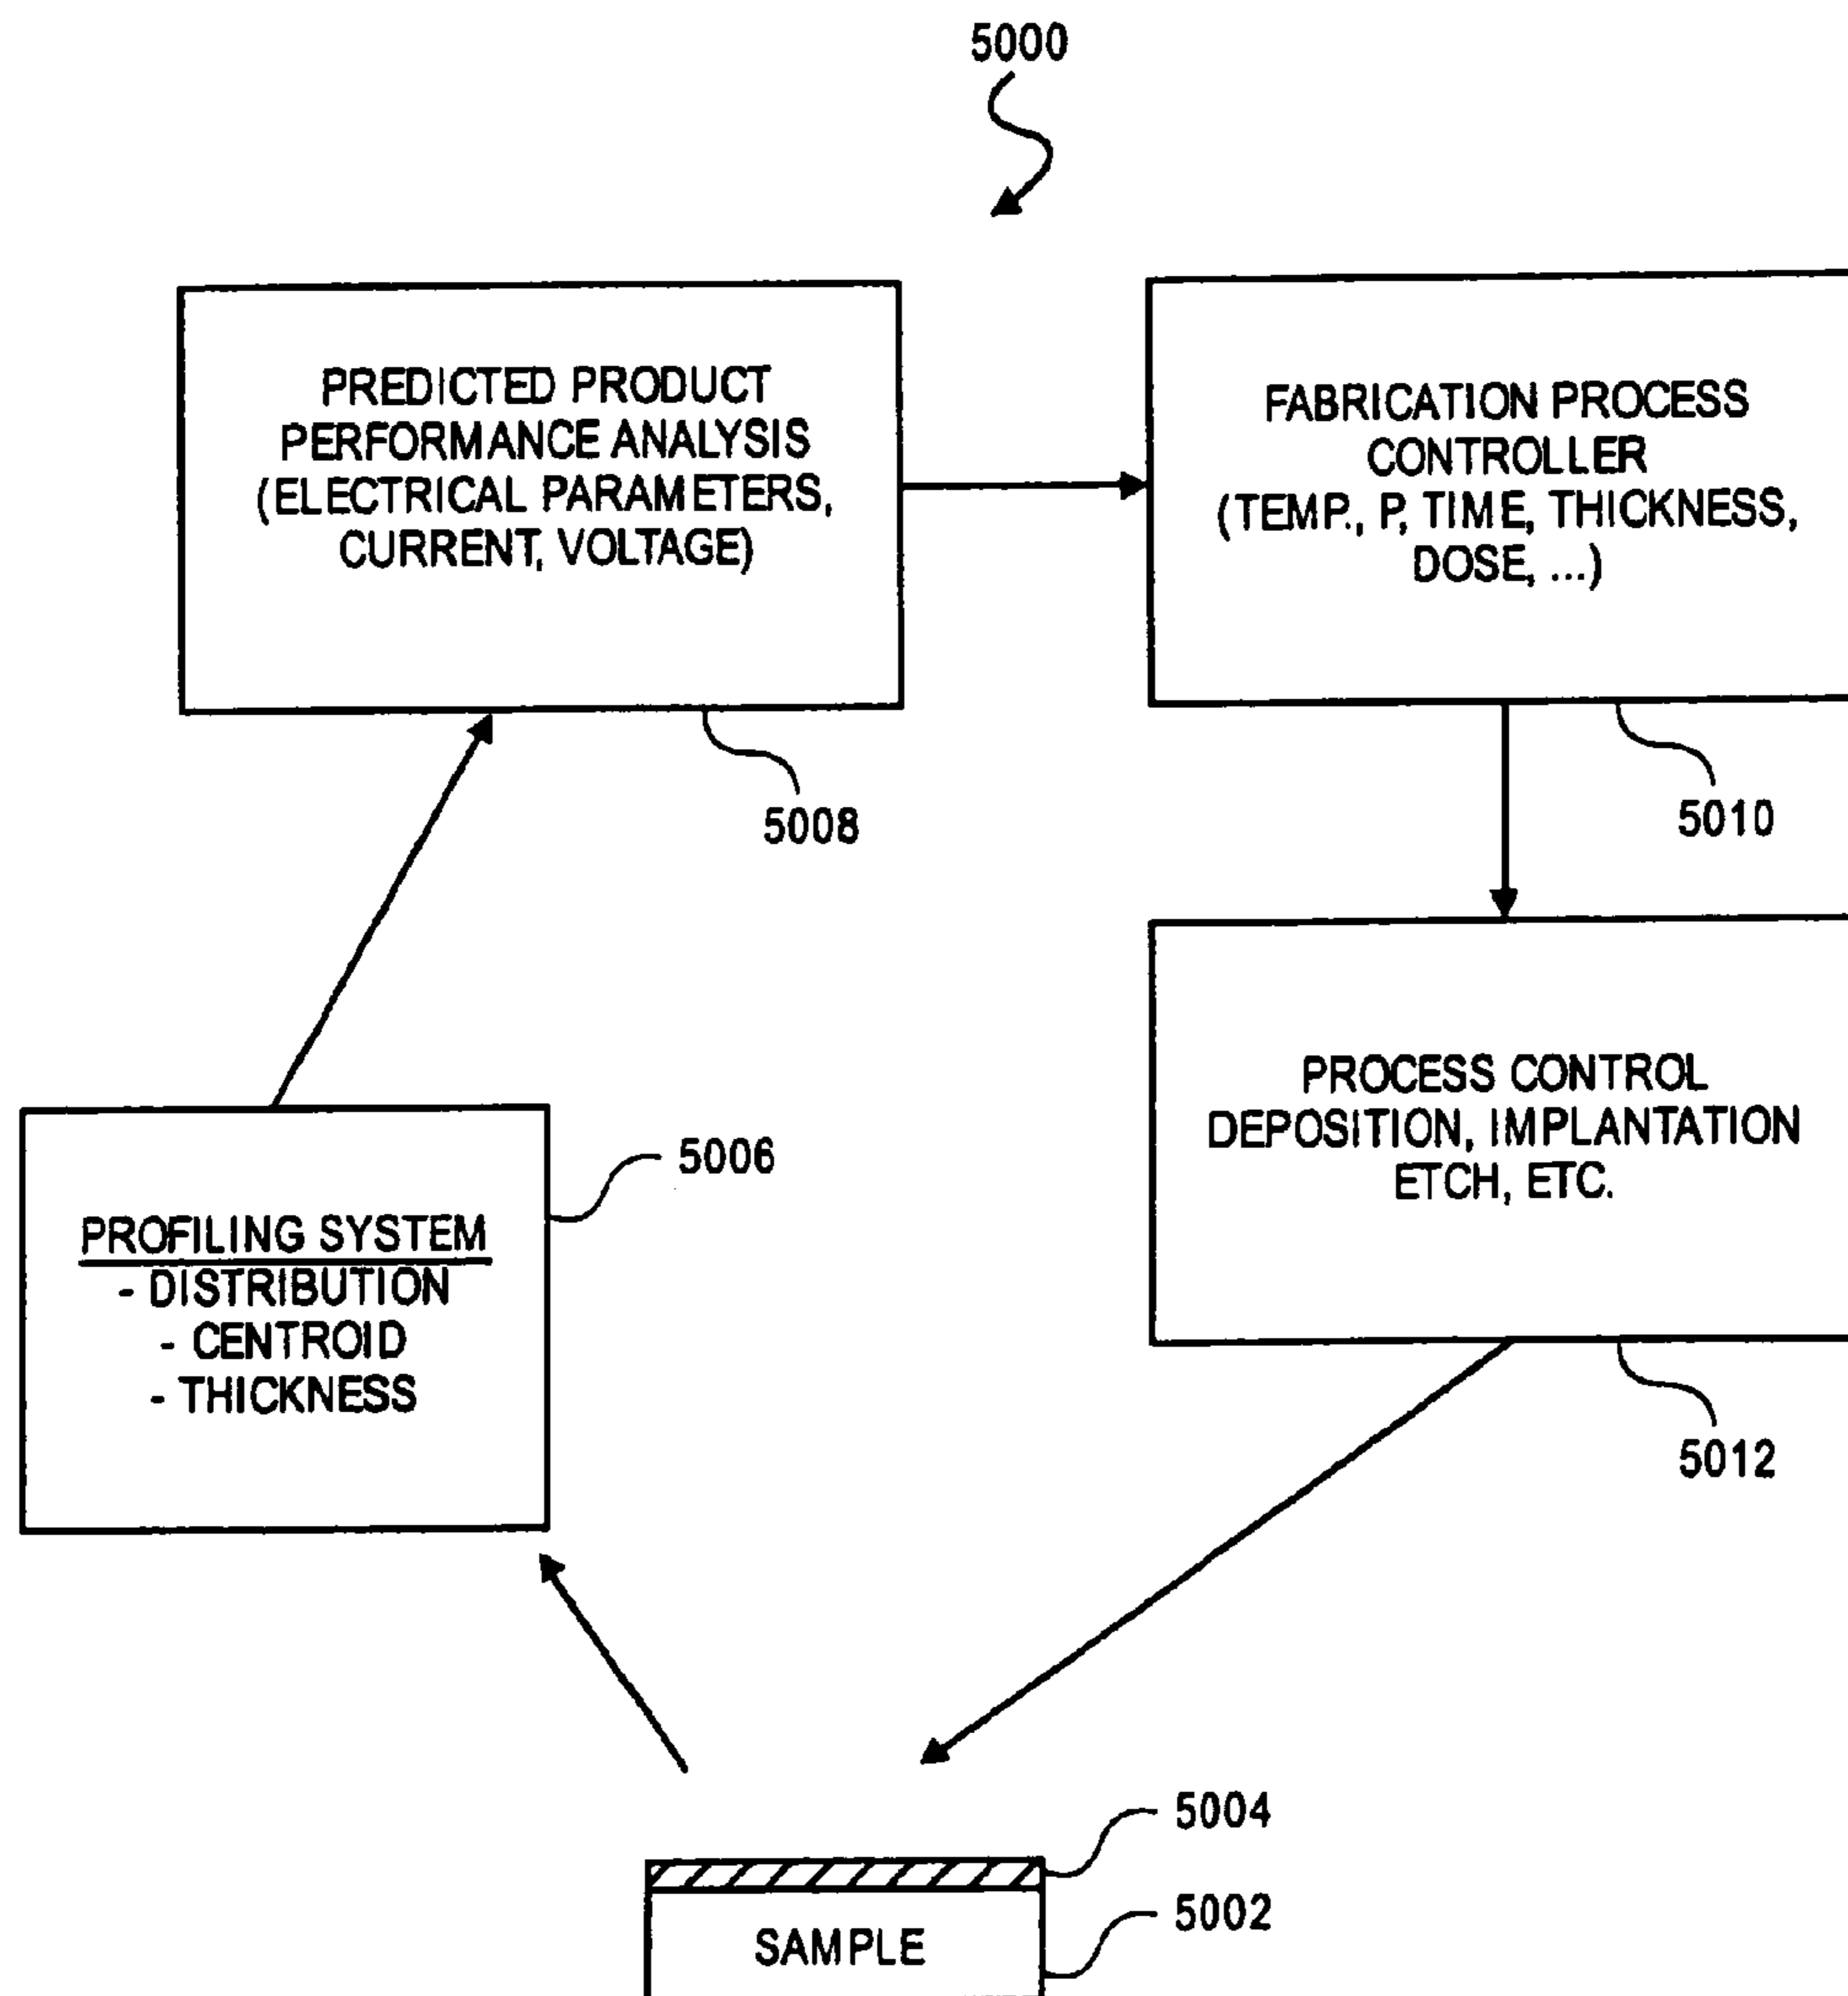 5000
PREDICTED PRODUCT
PERFORMANCE ANALYSIS
(ELECTRICAL PARAMETERS,
CURRENT, VOLTAGE)
5008
FABRICATION PROCESS
CONTROLLER
(TEMP., P, TIME, THICKNESS,
DOSE, ...)
5010
PROCESS CONTROL
DEPOSITION, IMPLANTATION
ETCH, ETC.
5012
5006
PROFILING SYSTEM
- DISTRIBUTION
- CENTROID
- THICKNESS
5004
5002
SAMPLE